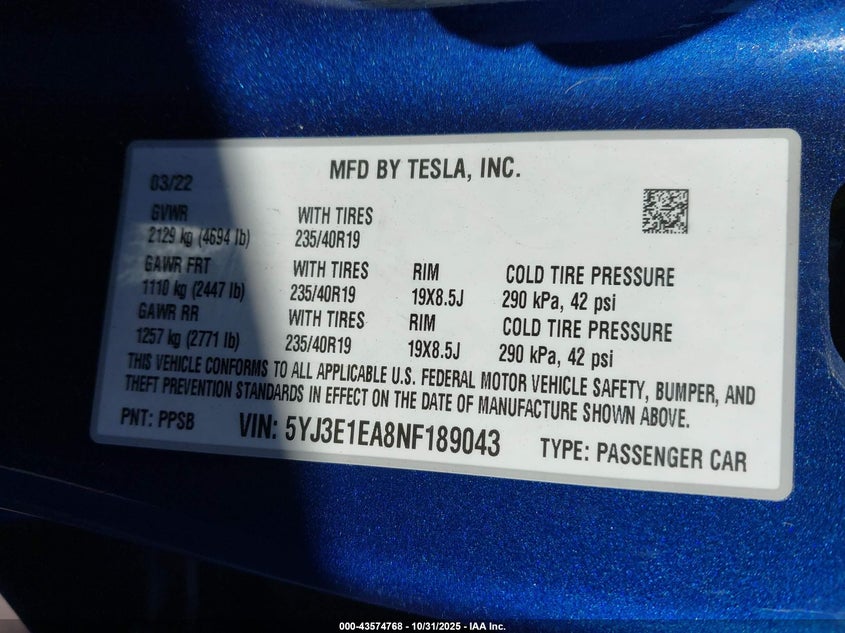 MFD BY TESLA, INC.
03/22
GVWR WITH TIRES
2129 kg (4694 lb) 235/40R19
GAWR FRT WITH TIRES RIM COLD TIRE PRESSURE
1110 kg (2447 lb) 235/40R19 19X8.5J 290 kPa, 42 psi
GAWR RR WITH TIRES RIM COLD TIRE PRESSURE
1257 kg (2771 lb) 235/40R19 19X8.5J 290 kPa, 42 psi
THIS VEHICLE CONFORMS TO ALL APPLICABLE U.S. FEDERAL MOTOR VEHICLE SAFETY, BUMPER, AND
THEFT PREVENTION STANDARDS IN EFFECT ON THE DATE OF MANUFACTURE SHOWN ABOVE.
PNT: PPSB VIN: 5YJ3E1EA8NF189043 TYPE: PASSENGER CAR
000-43574768 - 10/31/2025 - IAA Inc.